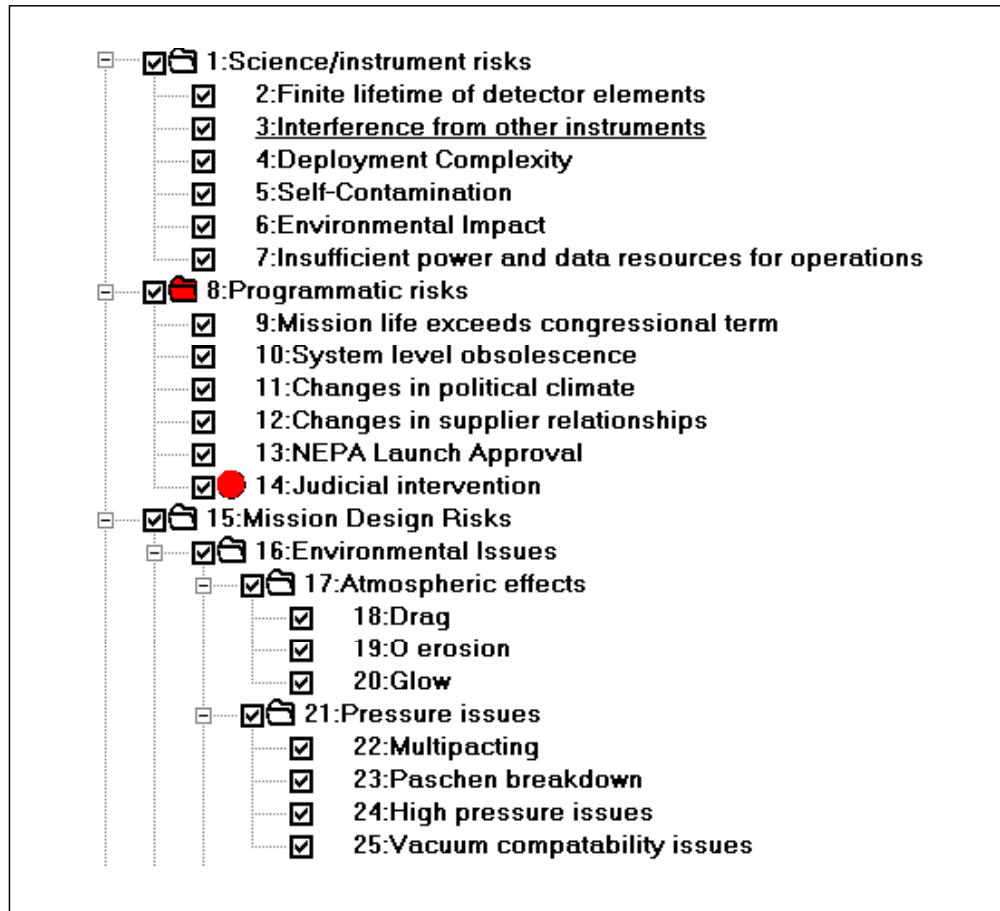 1:Science/instrument risks
2:Finite lifetime of detector elements
3:Interference from other instruments
4:Deployment Complexity
5:Self-Contamination
6:Environmental Impact
7:Insufficient power and data resources for operations
8:Programmatic risks
9:Mission life exceeds congressional term
10:System level obsolescence
11:Changes in political climate
12:Changes in supplier relationships
13:NEPA Launch Approval
14:Judicial intervention
15:Mission Design Risks
16:Environmental Issues
17:Atmospheric effects
18:Drag
19:O erosion
20:Glow
21:Pressure issues
22:Multipacting
23:Paschen breakdown
24:High pressure issues
25:Vacuum compatability issues